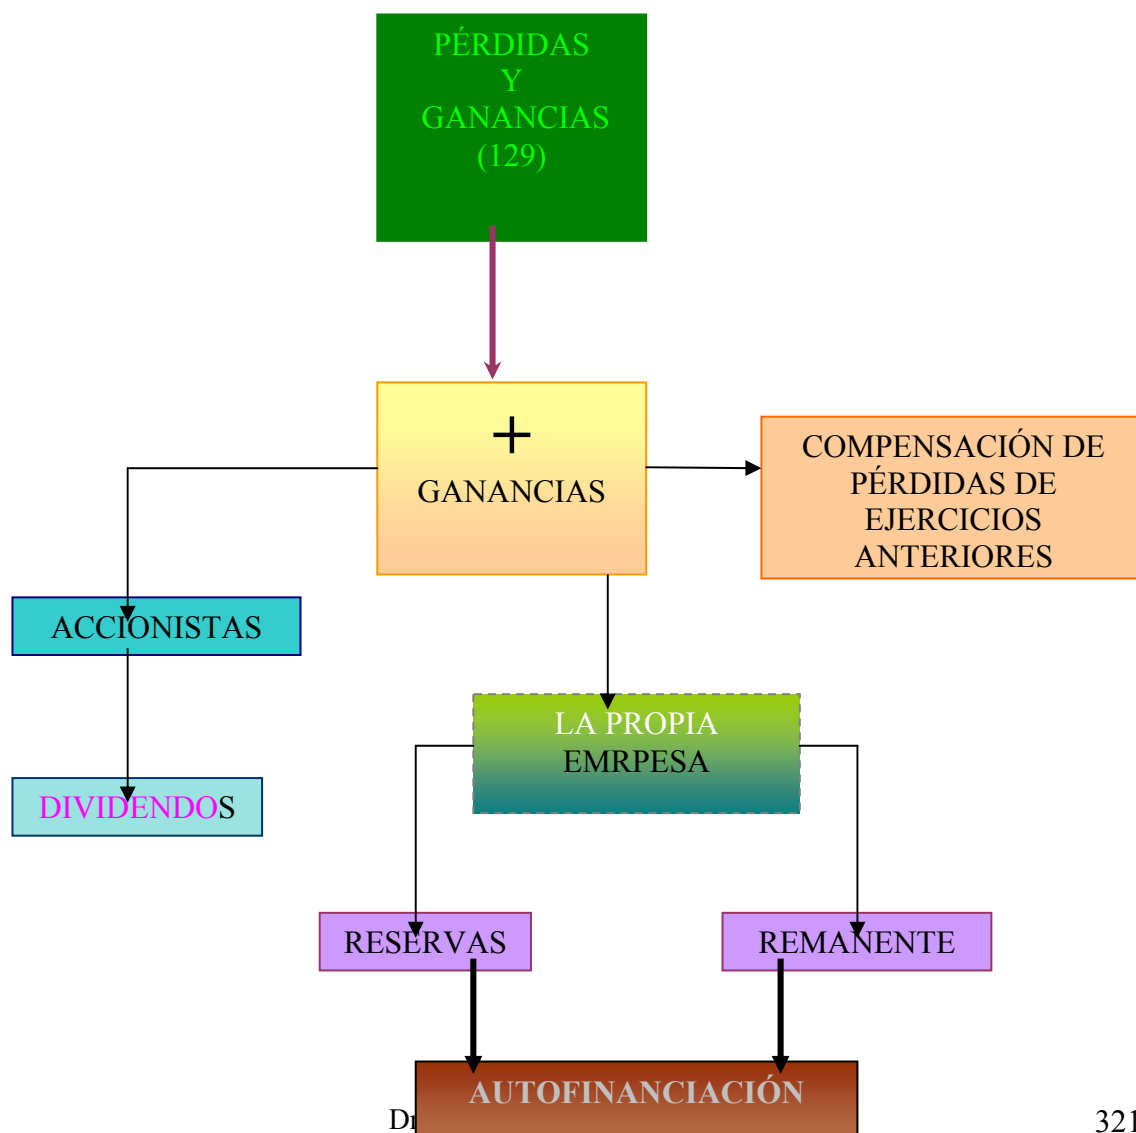 PÉRDIDAS
Y
GANANCIAS
(129)
+
GANANCIAS
COMPENSACIÓN DE
PÉRDIDAS DE
EJERCICIOS
ANTERIORES
ACCIONISTAS
LA PROPIA
EMRPESA
DIVIDENDOS
RESERVAS
REMANENTE
AUTOFINANCIACIÓN
321